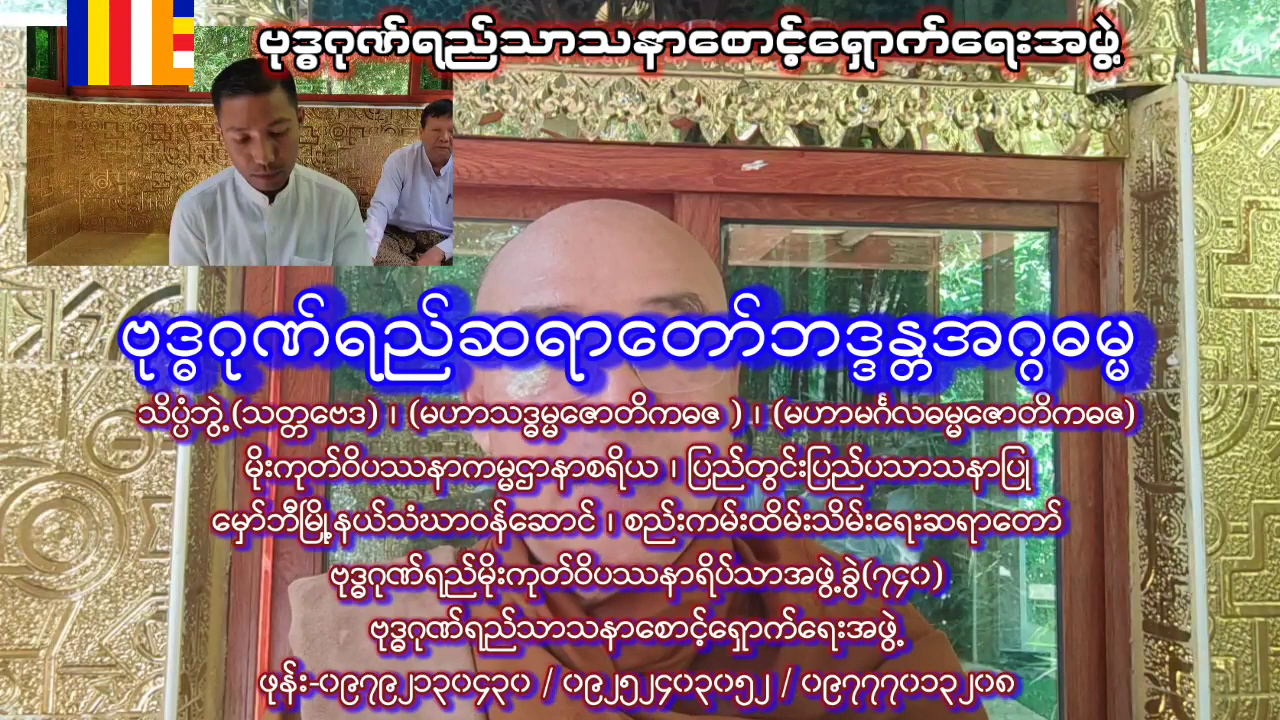 ဗုဒ္ဓဂုဏ်ရည်သာသနာစောင့်ရှောက်ရေးအဖွဲ့
ဗုဒ္ဓဂုဏ်ရည်ဆရာတော်ဘဒ္ဒန္တအဂ္ဂဓမ္မ
သိပ္ပံဘွဲ့(သတ္တဗေဒ) ၊ (မဟာသဒ္ဓမ္မဇောတိကဓဇ ) ၊ (မဟာမင်္ဂလဓမ္မဇောတိကဓဇ)
မိုးကုတ်ဝိပဿနာကမ္မဋ္ဌာနာစရိယ ၊ ပြည်တွင်းပြည်ပသာသနာပြု
မှော်ဘီမြို့နယ်သံဃာဝန်ဆောင် ၊ စည်းကမ်းထိမ်းသိမ်းရေးဆရာတော်
ဗုဒ္ဓဂုဏ်ရည်မိုးကုတ်ဝိပဿနာရိပ်သာအဖွဲ့ခွဲ(၇၄၀)
ဗုဒ္ဓဂုဏ်ရည်သာသနာစောင့်ရှောက်ရေးအဖွဲ့
ဖုန်း-၀၉၇၉၂၁၃၀၄၃၀ / ၀၉၂၅၂၄၀၃၀၅၂ / ၀၉၇၇၇၀၁၃၂၀၈